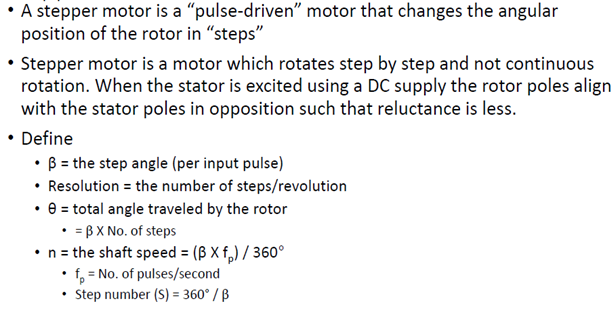 • A stepper motor is a “pulse-driven” motor that changes the angular
position of the rotor in “steps”
• Stepper motor is a motor which rotates step by step and not continuous
rotation. When the stator is excited using a DC supply the rotor poles align
with the stator poles in opposition such that reluctance is less.
• Define
• β = the step angle (per input pulse)
• Resolution = the number of steps/revolution
• θ = total angle traveled by the rotor
• = β X No. of steps
• n = the shaft speed = (β X fₚ) / 360°
• fₚ = No. of pulses/second
• Step number (S) = 360° / β